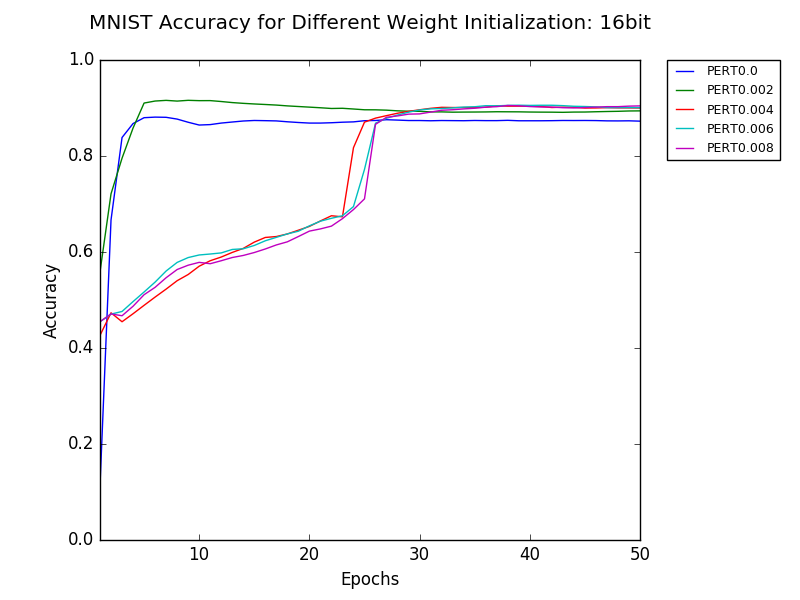 MNIST Accuracy for Different Weight Initialization: 16bit
1.0
0.8
0.6
0.4
0.2
0.0
Accuracy
10 20 30 40 50
Epochs
PERT0.0
PERT0.002
PERT0.004
PERT0.006
PERT0.008